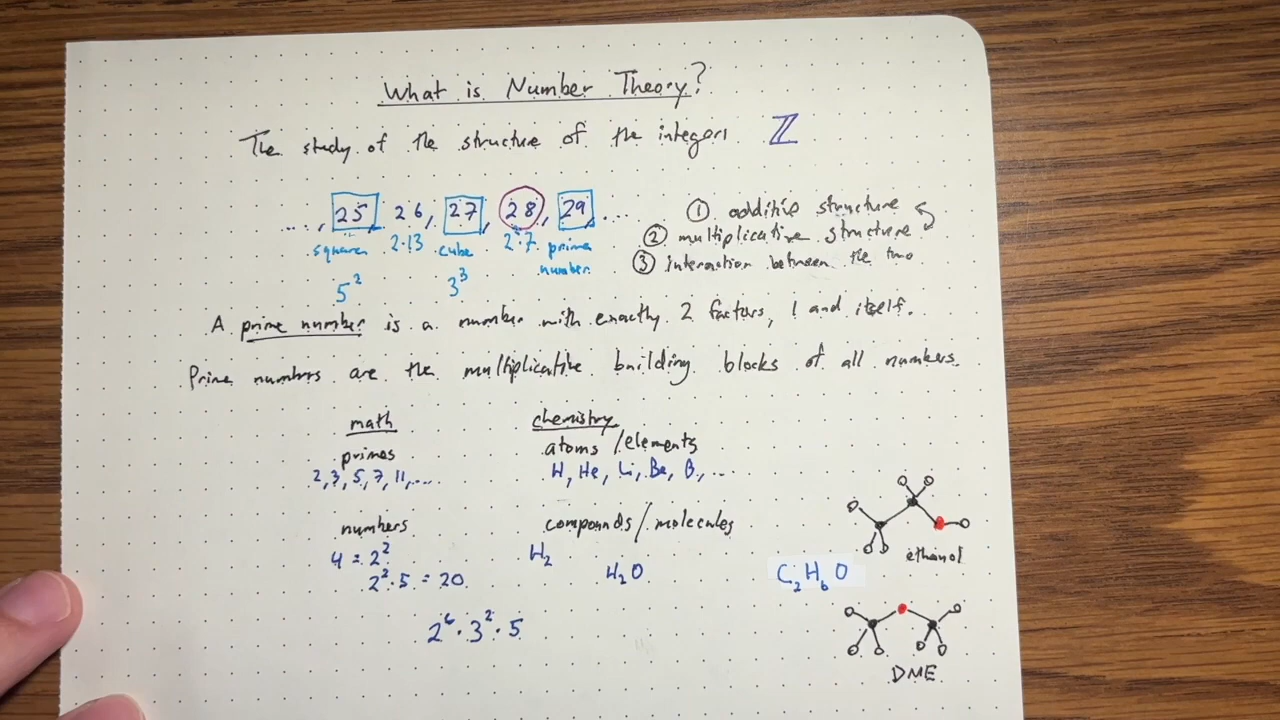 What is Number Theory?
The study of the structure of the integers ℤ
..., 25, 26, 27, 28, 29, ...
square 2·13 cube 2²·7 prime number
5² 3³
① additive structure
② multiplicative structure
③ interaction between the two
A prime number is a number with exactly 2 factors, 1 and itself.
Prime numbers are the multiplicative building blocks of all numbers.
math
primes
2, 3, 5, 7, 11, ...
numbers
4 = 2²
2²·5 = 20
2⁶·3²·5
chemistry
atoms/elements
H, He, Li, Be, B, ...
compounds/molecules
H₂
H₂O
C₂H₆O
ethanol
DME